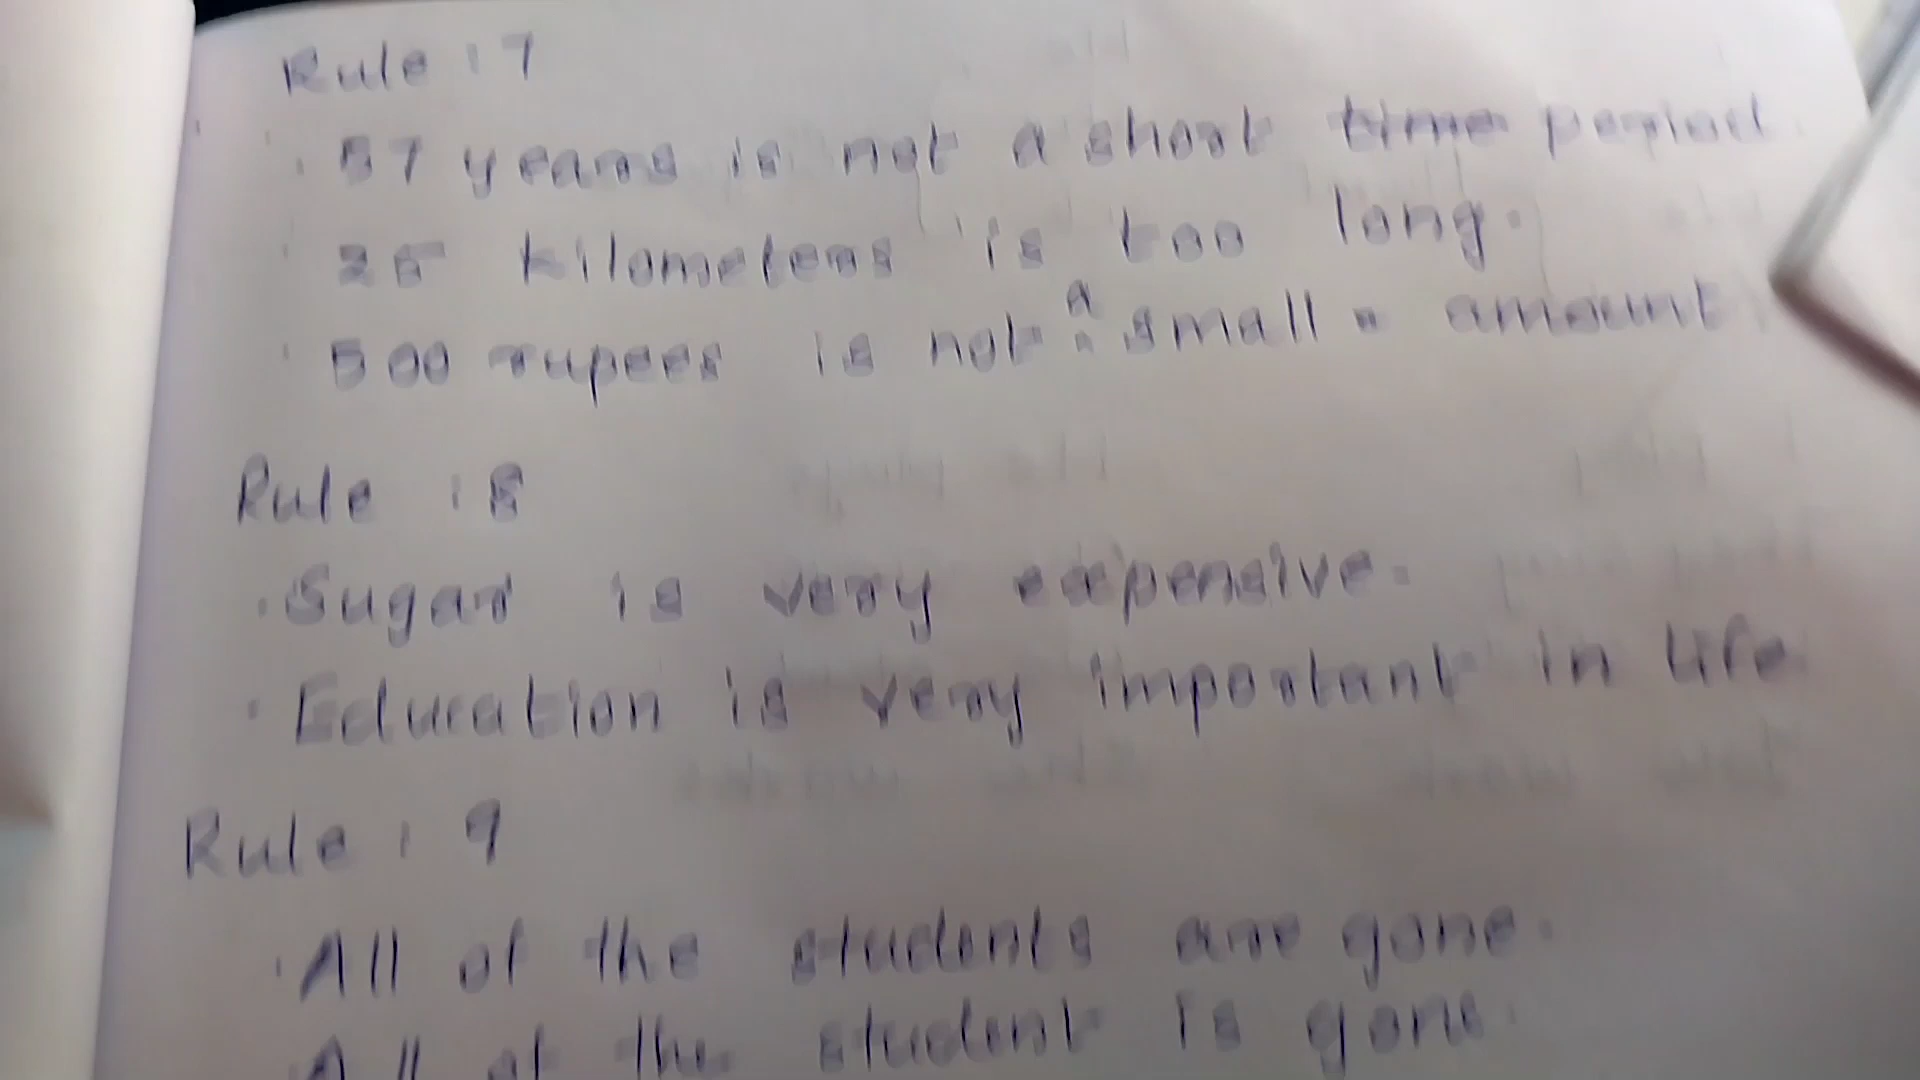 Rule : 7
57 years is not a short time period.
25 kilometers is too long.
500 rupees is not a small amount
Rule : 8
Sugar is very expensive.
Education is very important in life
Rule : 9
All of the students are gone.
All of the student is gone.